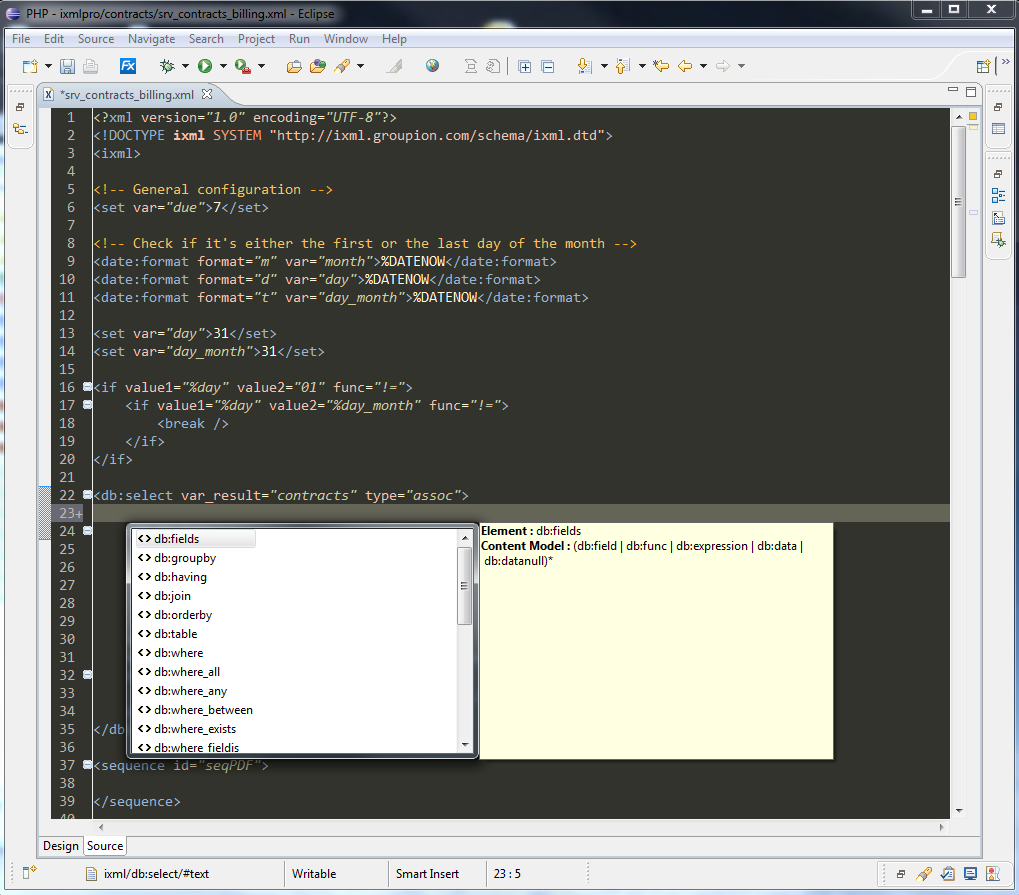 PHP - ixmlpro/contracts/srv_contracts_billing.xml - Eclipse
File Edit Source Navigate Search Project Run Window Help
FX
X *srv_contracts_billing.xml
1 <?xml version="1.0" encoding="UTF-8"?>
2 <!DOCTYPE ixml SYSTEM "http://ixml.groupion.com/schema/ixml.dtd">
3 <ixml>
4
5 <!-- General configuration -->
6 <set var="due">7</set>
7
8 <!-- Check if it's either the first or the last day of the month -->
9 <date:format format="m" var="month">%DATENOW</date:format>
10 <date:format format="d" var="day">%DATENOW</date:format>
11 <date:format format="t" var="day_month">%DATENOW</date:format>
12
13 <set var="day">31</set>
14 <set var="day_month">31</set>
15
16 <if value1="%day" value2="01" func="!=">
17 <if value1="%day" value2="%day_month" func="!=">
18 <break />
19 </if>
20 </if>
21
22 <db:select var_result="contracts" type="assoc">
23+
24
25
26
27
28
29
30
31
32
33
34
35 </db
36
37 <sequence id="seqPDF">
38
39 </sequence>
40
<> db:fields
<> db:groupby
<> db:having
<> db:join
<> db:orderby
<> db:table
<> db:where
<> db:where_all
<> db:where_any
<> db:where_between
<> db:where_exists
<> db:where_fieldis
Element : db:fields
Content Model : (db:field | db:func | db:expression | db:data |
db:datanull)*
Design Source
ixml/db:select/#text Writable Smart Insert 23 : 5